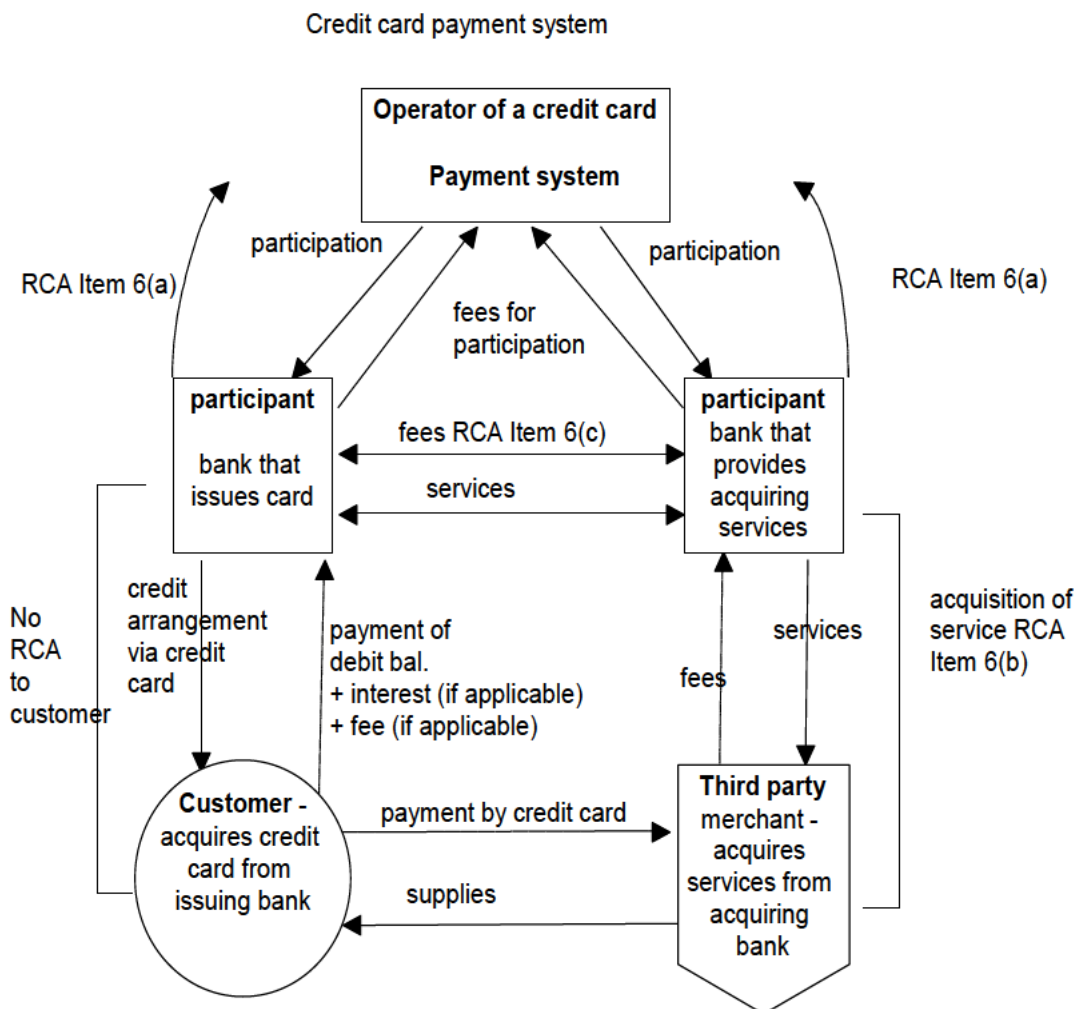 Credit card payment system
Operator of a credit card
Payment system
participation
participation
RCA Item 6(a)
RCA Item 6(a)
fees for
participation
participant
bank that
issues card
participant
bank that
provides
acquiring
services
fees RCA Item 6(c)
services
No
RCA
to
customer
credit
arrangement
via credit
card
payment of
debit bal.
+ interest (if applicable)
+ fee (if applicable)
fees
services
acquisition of
service RCA
Item 6(b)
Customer -
acquires credit
card from
issuing bank
payment by credit card
supplies
Third party
merchant -
acquires
services from
acquiring
bank